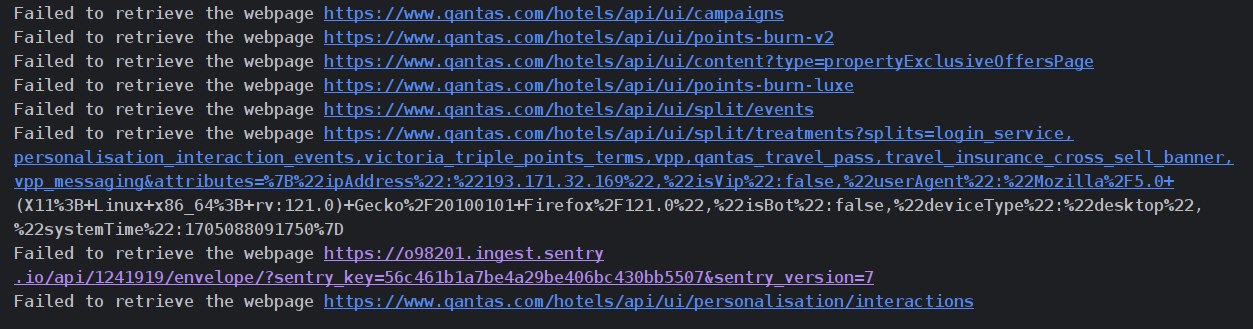 Failed to retrieve the webpage https://www.qantas.com/hotels/api/ui/campaigns
Failed to retrieve the webpage https://www.qantas.com/hotels/api/ui/points-burn-v2
Failed to retrieve the webpage https://www.qantas.com/hotels/api/ui/content?type=propertyExclusiveOffersPage
Failed to retrieve the webpage https://www.qantas.com/hotels/api/ui/points-burn-luxe
Failed to retrieve the webpage https://www.qantas.com/hotels/api/ui/split/events
Failed to retrieve the webpage https://www.qantas.com/hotels/api/ui/split/treatments?splits=login_service,
personalisation_interaction_events,victoria_triple_points_terms,vpp,qantas_travel_pass,travel_insurance_cross_sell_banner,
vpp_messaging&attributes=%7B%22ipAddress%22:%22193.171.32.169%22,%22isVip%22:false,%22userAgent%22:%22Mozilla%2F5.0+
(X11%3B+Linux+x86_64%3B+rv:121.0)+Gecko%2F20100101+Firefox%2F121.0%22,%22isBot%22:false,%22deviceType%22:%22desktop%22,
%22systemTime%22:1705088091750%7D
Failed to retrieve the webpage https://o98201.ingest.sentry
.io/api/1241919/envelope/?sentry_key=56c461b1a7be4a29be406bc430bb5507&sentry_version=7
Failed to retrieve the webpage https://www.qantas.com/hotels/api/ui/personalisation/interactions